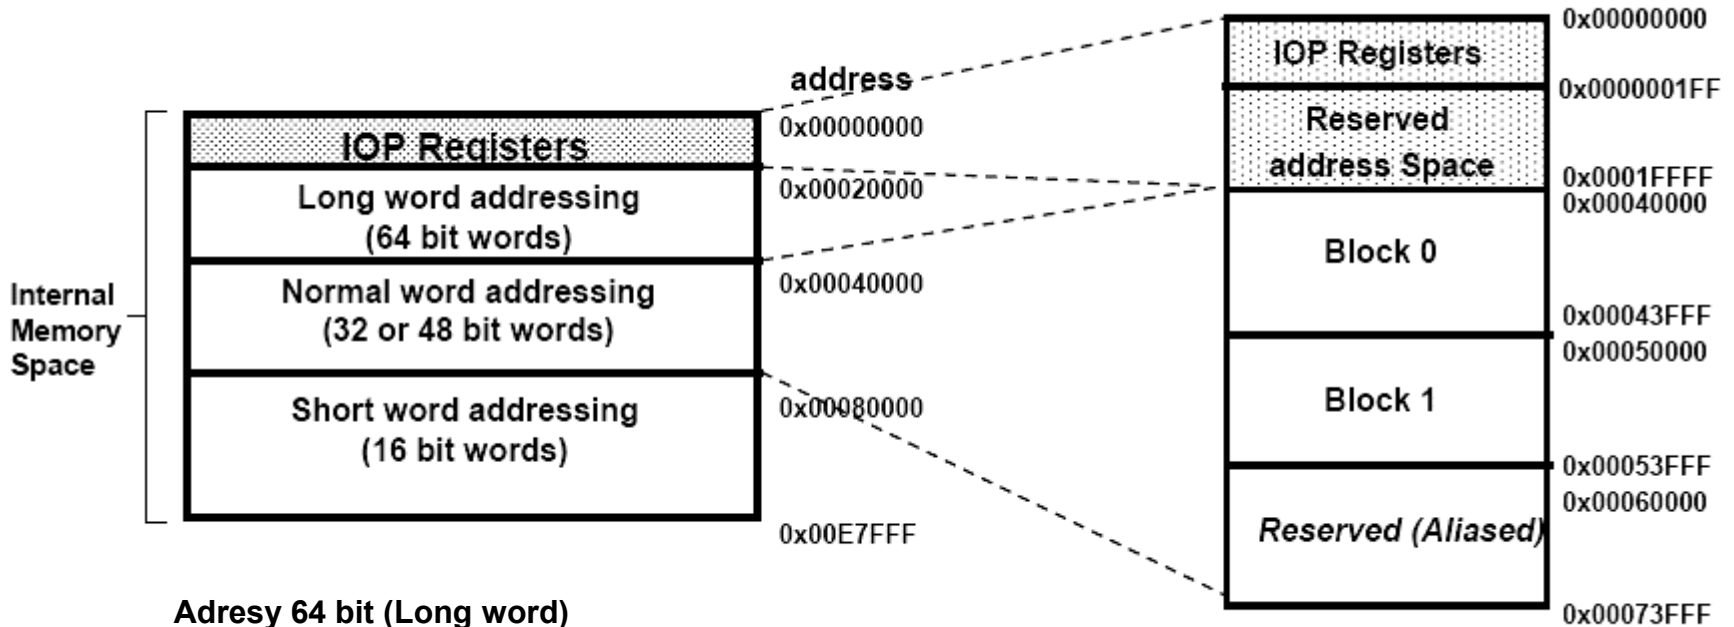 Internal
Memory
Space
IOP Registers
Long word addressing
(64 bit words)
Normal word addressing
(32 or 48 bit words)
Short word addressing
(16 bit words)
address
0x00000000
0x00020000
0x00040000
0x00080000
0x00E7FFF
IOP Registers
Reserved
address Space
Block 0
Block 1
Reserved (Aliased)
0x00000000
0x0000001FF
0x0001FFFF
0x00040000
0x00043FFF
0x00050000
0x00053FFF
0x00060000
0x00073FFF
Adresy 64 bit (Long word)